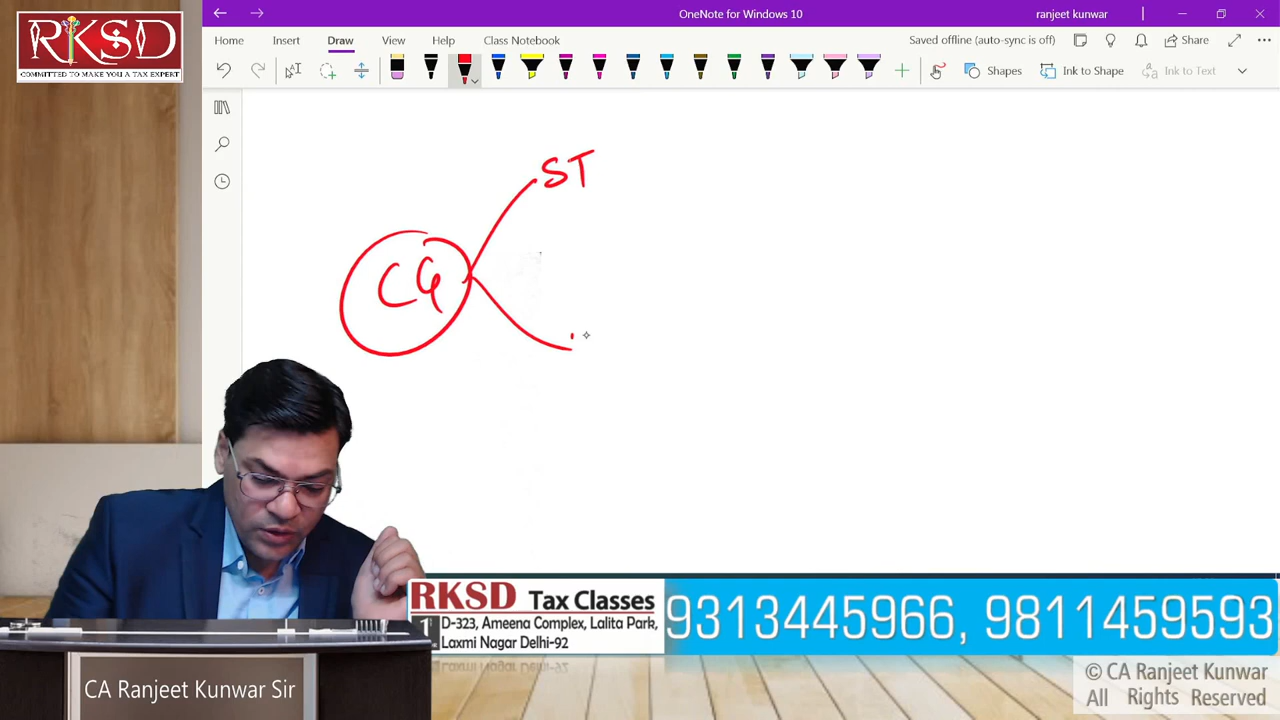 RKSD
COMMITTED TO MAKE YOU A TAX EXPERT
OneNote for Windows 10
ranjeet kunwar
Home Insert Draw View Help Class Notebook
Saved offline (auto-sync is off)
Share
Shapes
Ink to Shape
Ink to Text
ST
CG
RKSD Tax Classes
D-323, Ameena Complex, Lalita Park,
Laxmi Nagar Delhi-92
9313445966, 9811459593
CA Ranjeet Kunwar Sir
© CA Ranjeet Kunwar
All Rights Reserved